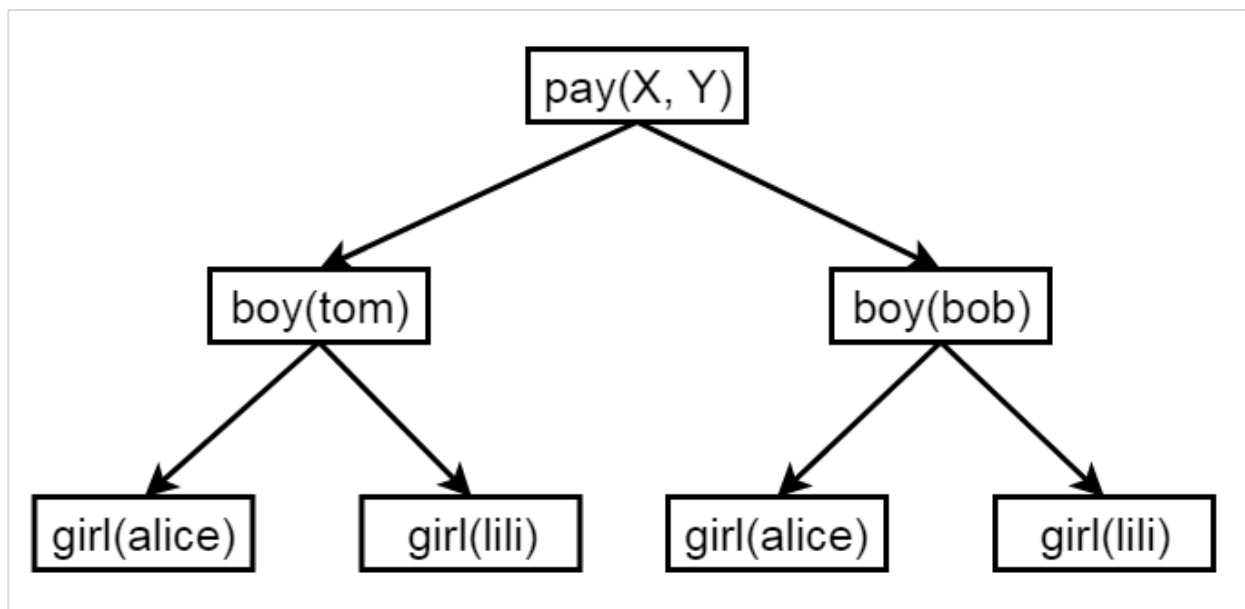 pay(X, Y)
boy(tom)
boy(bob)
girl(alice)
girl(lili)
girl(alice)
girl(lili)